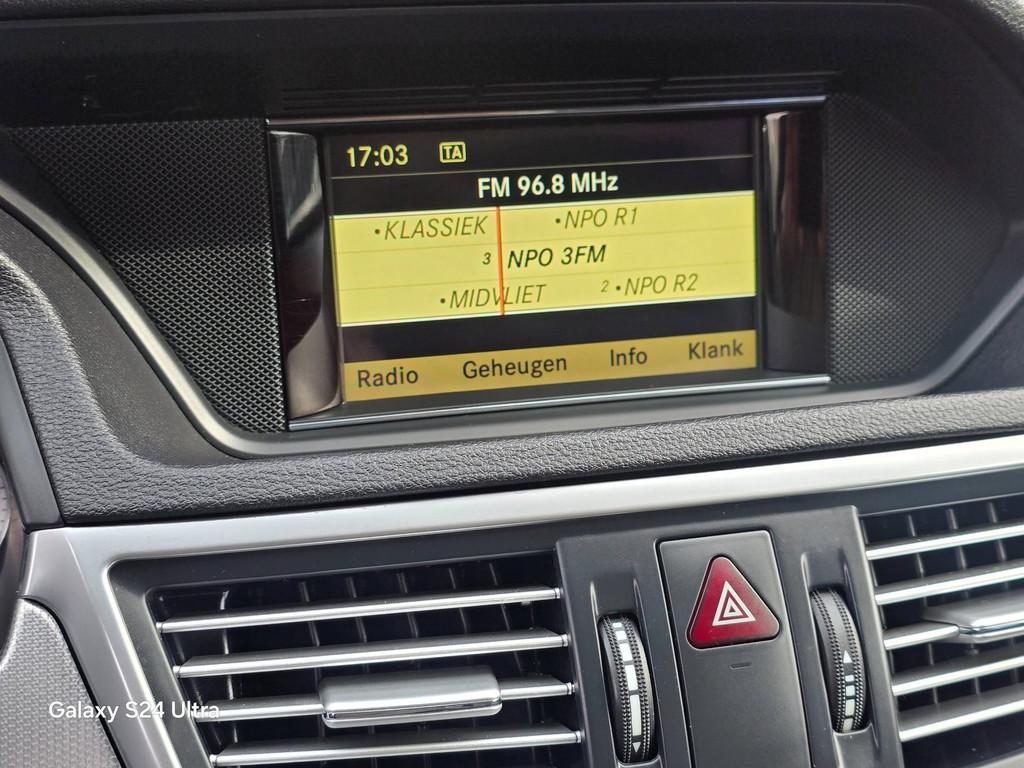 17:03 TA
FM 96.8 MHz
•KLASSIEK •NPO R1
3 NPO 3FM
•MIDVLIET 2 •NPO R2
Radio Geheugen Info Klank
Galaxy S24 Ultra